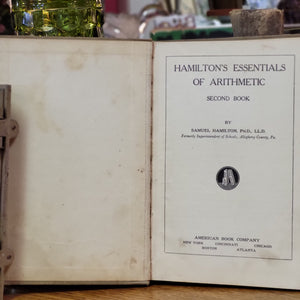 HAMILTON'S ESSENTIALS
OF ARITHMETIC
SECOND BOOK
BY
SAMUEL HAMILTON, PH.D., LL.D.
Formerly Superintendent of Schools, Allegheny County, Pa.
AMERICAN BOOK COMPANY
NEW YORK CINCINNATI CHICAGO
BOSTON ATLANTA